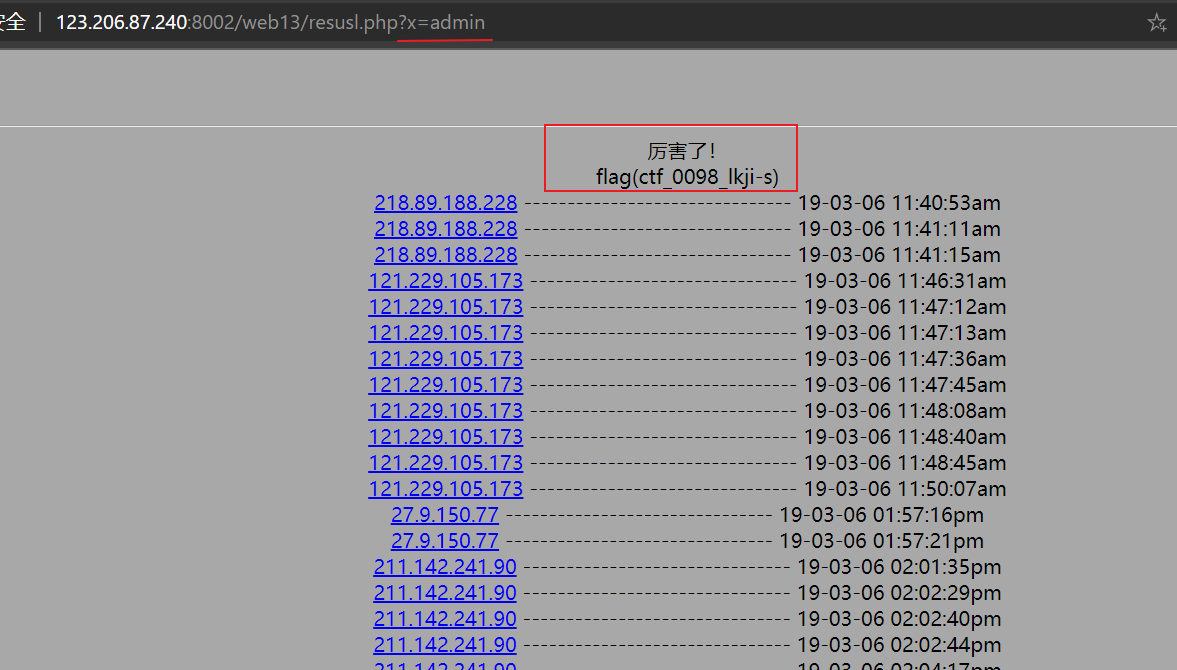 安全 | 123.206.87.240:8002/web13/resusl.php?x=admin
厉害了!
flag(ctf_0098_lkji-s)
218.89.188.228 --------------------------- 19-03-06 11:40:53am
218.89.188.228 --------------------------- 19-03-06 11:41:11am
218.89.188.228 --------------------------- 19-03-06 11:41:15am
121.229.105.173 --------------------------- 19-03-06 11:46:31am
121.229.105.173 --------------------------- 19-03-06 11:47:12am
121.229.105.173 --------------------------- 19-03-06 11:47:13am
121.229.105.173 --------------------------- 19-03-06 11:47:36am
121.229.105.173 --------------------------- 19-03-06 11:47:45am
121.229.105.173 --------------------------- 19-03-06 11:48:08am
121.229.105.173 --------------------------- 19-03-06 11:48:40am
121.229.105.173 --------------------------- 19-03-06 11:48:45am
121.229.105.173 --------------------------- 19-03-06 11:50:07am
27.9.150.77 --------------------------- 19-03-06 01:57:16pm
27.9.150.77 --------------------------- 19-03-06 01:57:21pm
211.142.241.90 --------------------------- 19-03-06 02:01:35pm
211.142.241.90 --------------------------- 19-03-06 02:02:29pm
211.142.241.90 --------------------------- 19-03-06 02:02:40pm
211.142.241.90 --------------------------- 19-03-06 02:02:44pm
211.142.241.90 --------------------------- 19-03-06 02:04:17pm